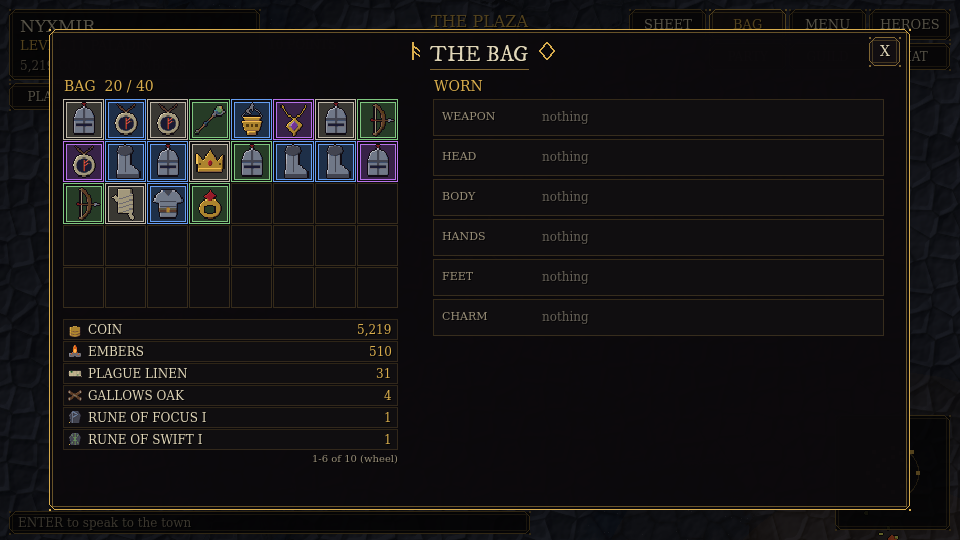 NYXMIR
THE PLAZA
SHEET
BAG
MENU
HEROES
THE BAG
X
BAG 20 / 40
WORN
WEAPON nothing
HEAD nothing
BODY nothing
HANDS nothing
FEET nothing
CHARM nothing
COIN 5,219
EMBERS 510
PLAGUE LINEN 31
GALLOWS OAK 4
RUNE OF FOCUS I 1
RUNE OF SWIFT I 1
1-6 of 10 (wheel)
ENTER to speak to the town